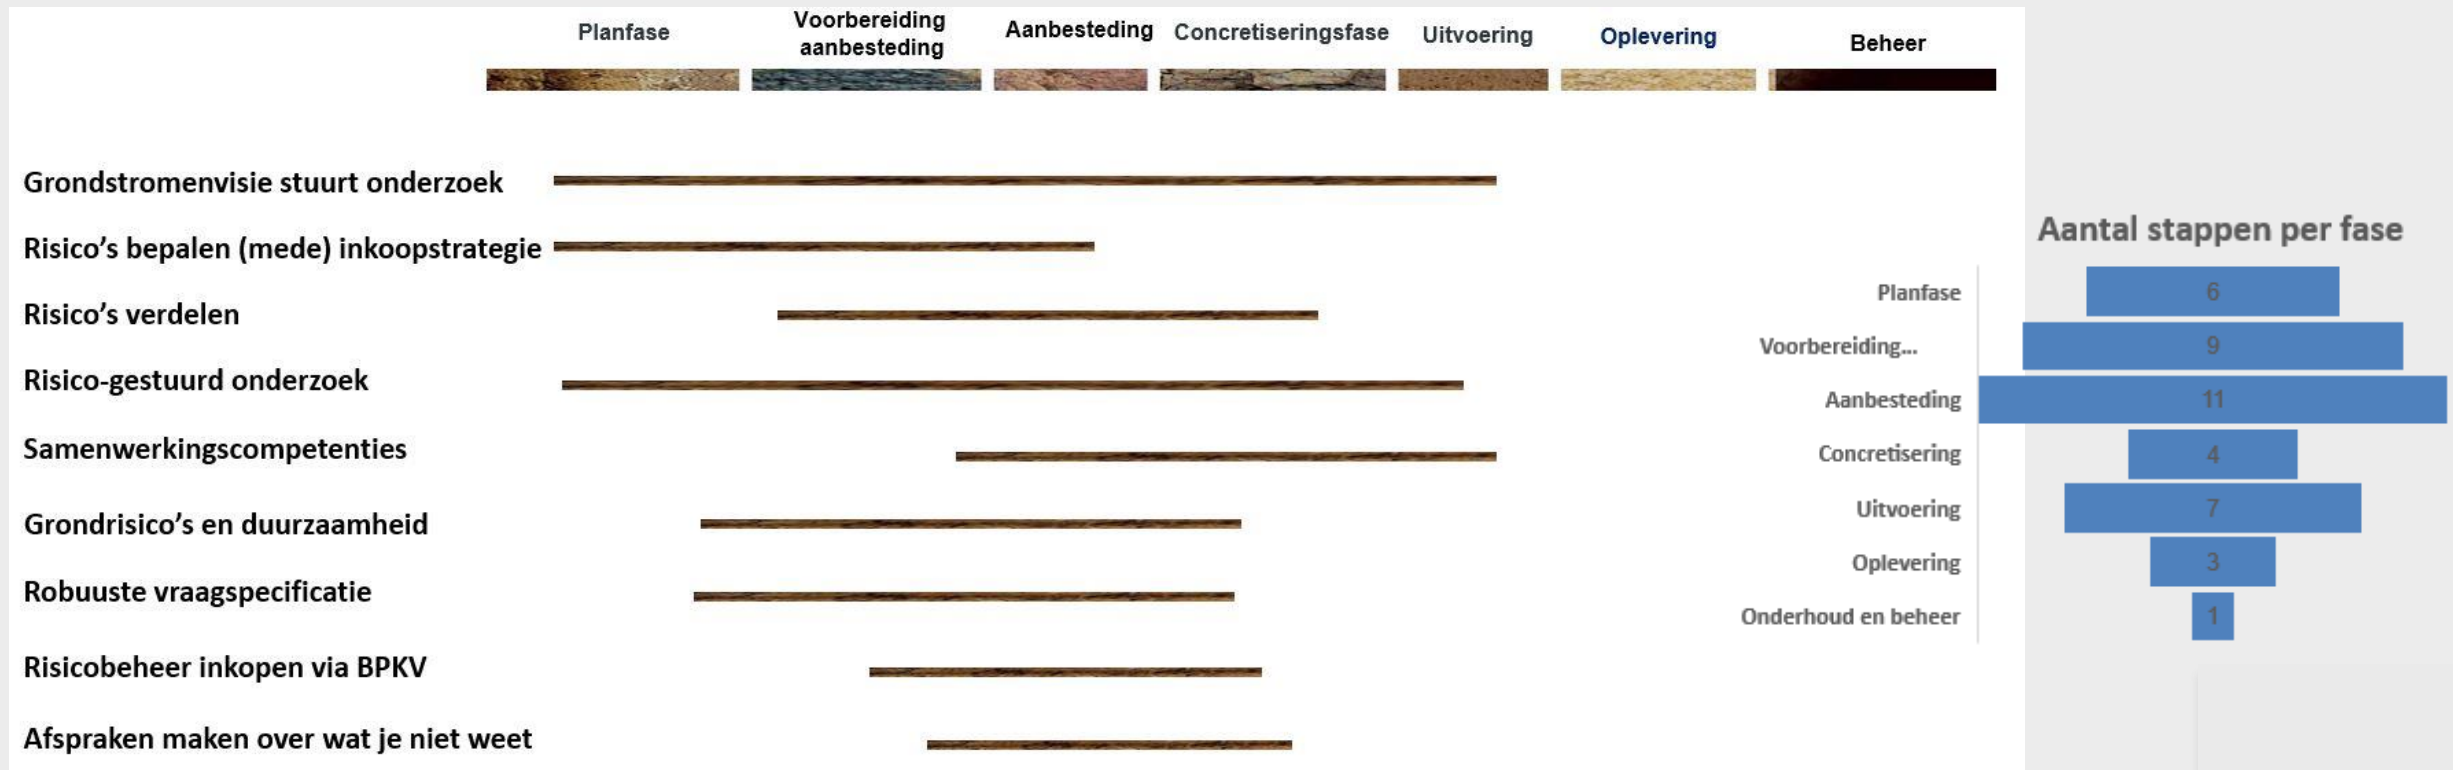 Planfase
Voorbereiding
aanbesteding
Aanbesteding
Concretiseringsfase
Uitvoering
Oplevering
Beheer
Grondstromenvisie stuurt onderzoek
Risico’s bepalen (mede) inkoopstrategie
Risico’s verdelen
Risico-gestuurd onderzoek
Samenwerkingscompetenties
Grondrisico’s en duurzaamheid
Robuuste vraagspecificatie
Risicobeheer inkopen via BPKV
Afspraken maken over wat je niet weet
Aantal stappen per fase
Planfase 6
Voorbereiding... 9
Aanbesteding 11
Concretisering 4
Uitvoering 7
Oplevering 3
Onderhoud en beheer 1